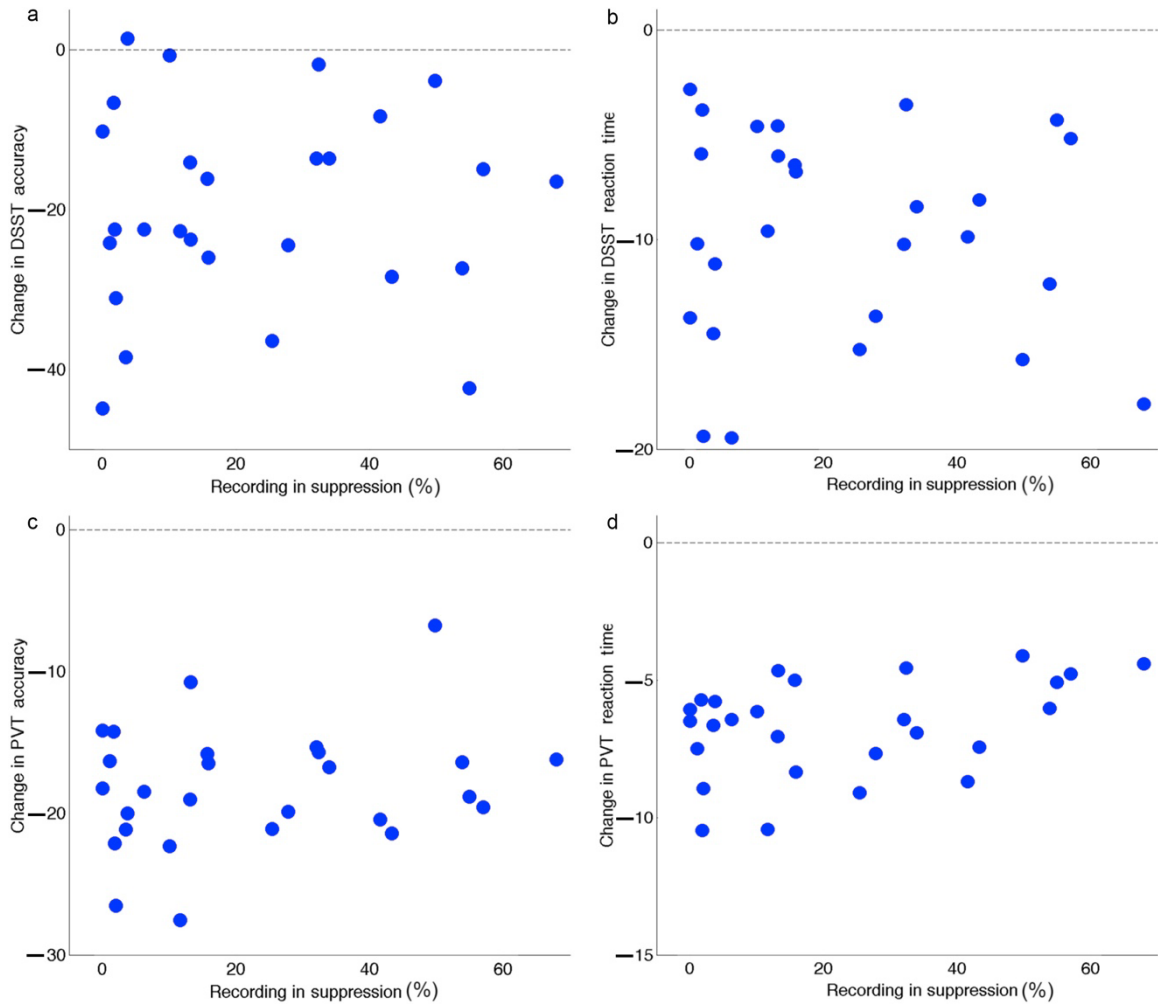 a
0
—20
—40
Change in DSST accuracy
0 20 40 60
Recording in suppression (%)
b
0
—10
—20
Change in DSST reaction time
0 20 40 60
Recording in suppression (%)
c
0
—10
—20
—30
Change in PVT accuracy
0 20 40 60
Recording in suppression (%)
d
0
—5
—10
—15
Change in PVT reaction time
0 20 40 60
Recording in suppression (%)